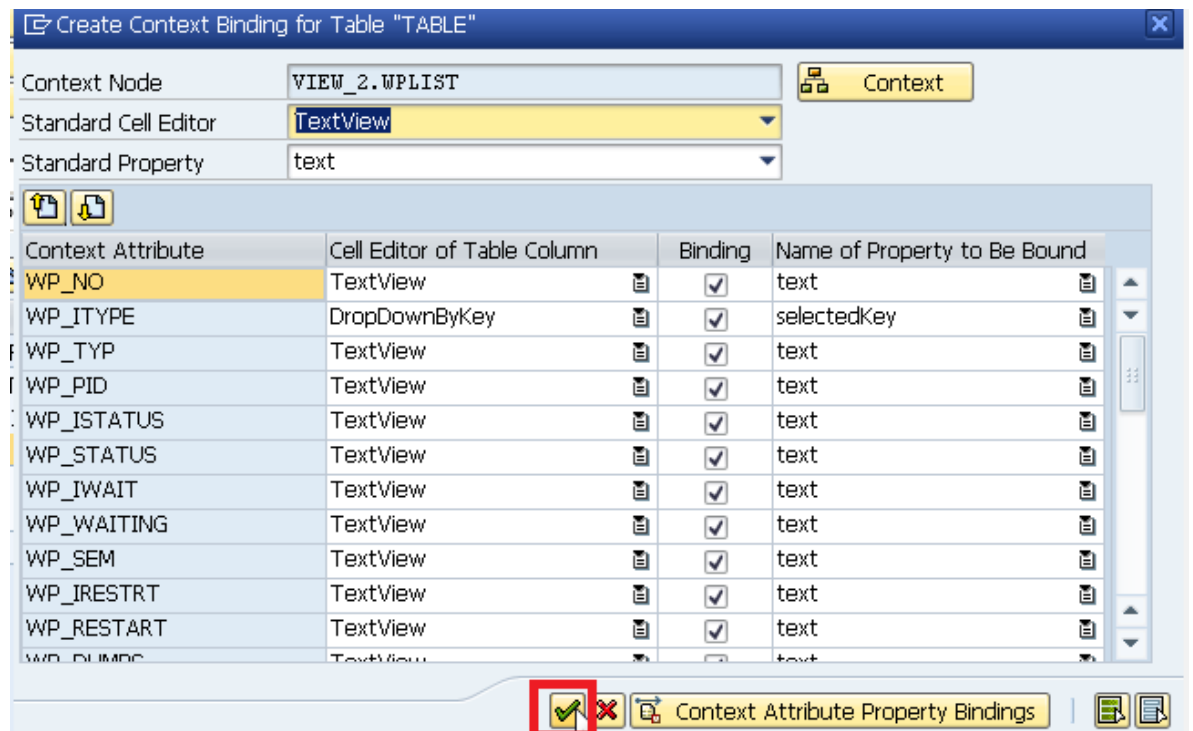 Create Context Binding for Table "TABLE"
Context Node VIEW_2.WPLIST Context
Standard Cell Editor TextView
Standard Property text
Context Attribute Cell Editor of Table Column Binding Name of Property to Be Bound
WP_NO TextView text
WP_ITYPE DropDownByKey selectedKey
WP_TYP TextView text
WP_PID TextView text
WP_ISTATUS TextView text
WP_STATUS TextView text
WP_IWAIT TextView text
WP_WAITING TextView text
WP_SEM TextView text
WP_IRESTRT TextView text
WP_RESTART TextView text
WP_DUMPS TextView text
Context Attribute Property Bindings